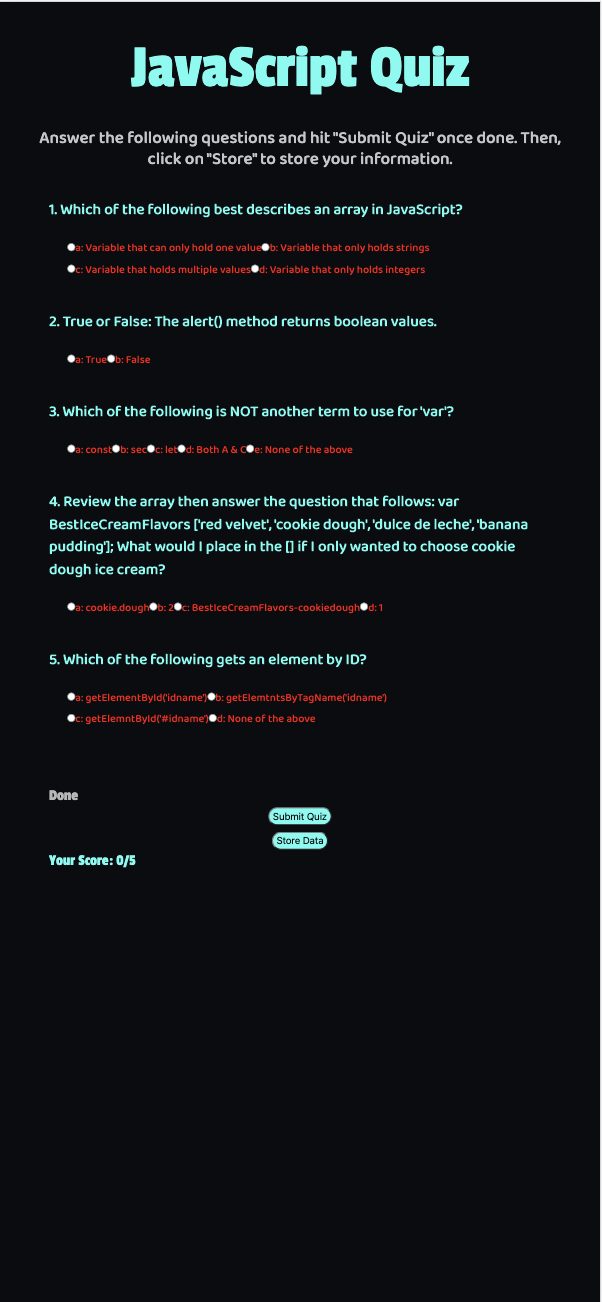 JavaScript Quiz
Answer the following questions and hit "Submit Quiz" once done. Then,
click on "Store" to store your information.
1. Which of the following best describes an array in JavaScript?
a: Variable that can only hold one value b: Variable that only holds strings
c: Variable that holds multiple values d: Variable that only holds integers
2. True or False: The alert() method returns boolean values.
a: True b: False
3. Which of the following is NOT another term to use for 'var'?
a: const b: sec c: let d: Both A & C e: None of the above
4. Review the array then answer the question that follows: var
BestIceCreamFlavors ['red velvet', 'cookie dough', 'dulce de leche', 'banana
pudding']; What would I place in the [] if I only wanted to choose cookie
dough ice cream?
a: cookie.dough b: 2 c: BestIceCreamFlavors-cookiedough d: 1
5. Which of the following gets an element by ID?
a: getElementById('idname') b: getElemtntsByTagName('idname')
c: getElemntById('#idname') d: None of the above
Done
Submit Quiz
Store Data
Your Score: 0/5